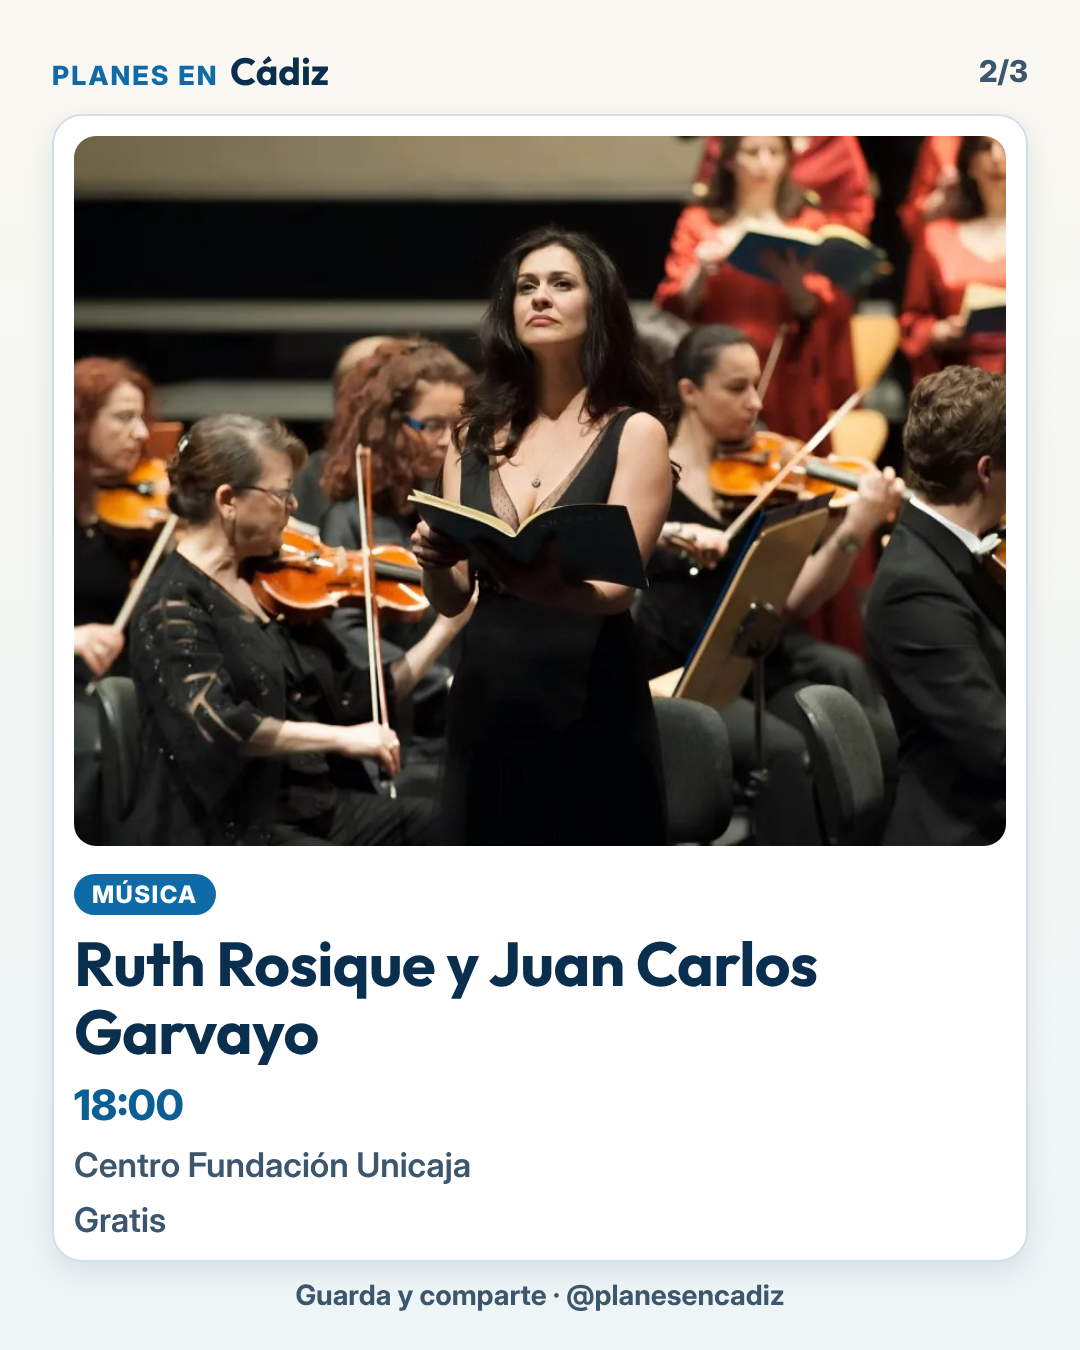 PLANES EN Cádiz
2/3
MÚSICA
Ruth Rosique y Juan Carlos
Garvayo
18:00
Centro Fundación Unicaja
Gratis
Guarda y comparte · @planesencadiz